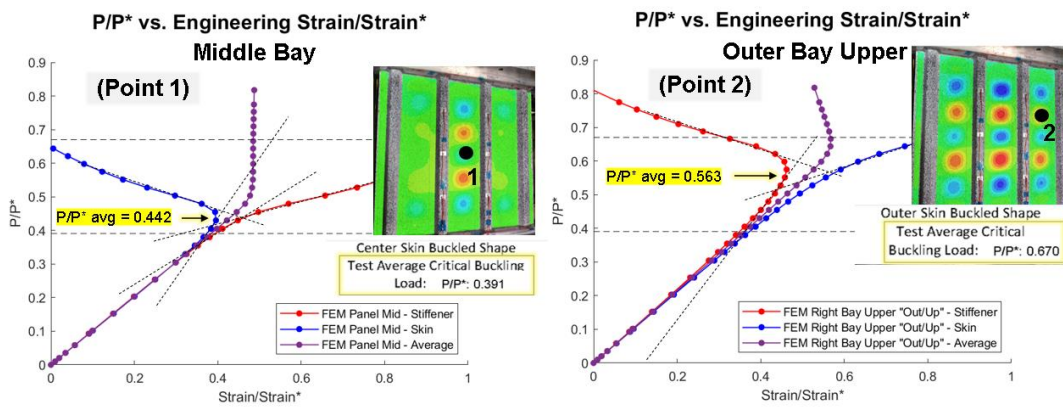 P/P* vs. Engineering Strain/Strain*
Middle Bay
(Point 1)
P/P*
0.9
0.8
0.7
0.6
0.5
0.4
0.3
0.2
0.1
0
P/P* avg = 0.442
1
Center Skin Buckled Shape
Test Average Critical Buckling
Load: P/P*: 0.391
FEM Panel Mid - Stiffener
FEM Panel Mid - Skin
FEM Panel Mid - Average
0 0.2 0.4 0.6 0.8 1
Strain/Strain*
P/P* vs. Engineering Strain/Strain*
Outer Bay Upper
(Point 2)
P/P*
0.9
0.8
0.7
0.6
0.5
0.4
0.3
0.2
0.1
0
P/P* avg = 0.563
2
Outer Skin Buckled Shape
Test Average Critical
Buckling Load: P/P*: 0.670
FEM Right Bay Upper "Out/Up" - Stiffener
FEM Right Bay Upper "Out/Up" - Skin
FEM Right Bay Upper "Out/Up" - Average
0 0.2 0.4 0.6 0.8 1
Strain/Strain*